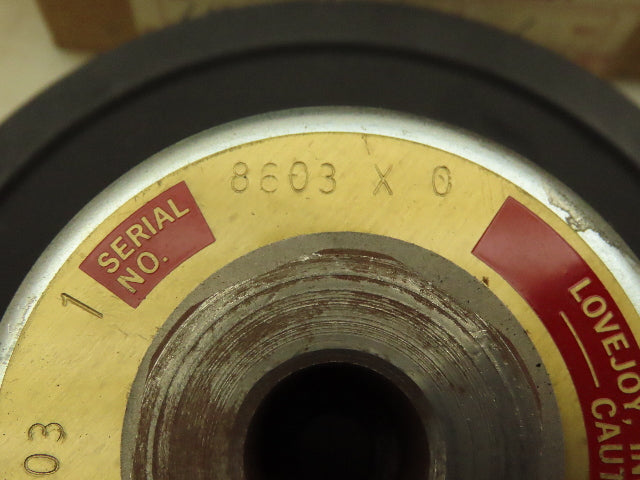 8603 X 0
SERIAL
NO.
1
03
LOVEJOY, IN
CAUT